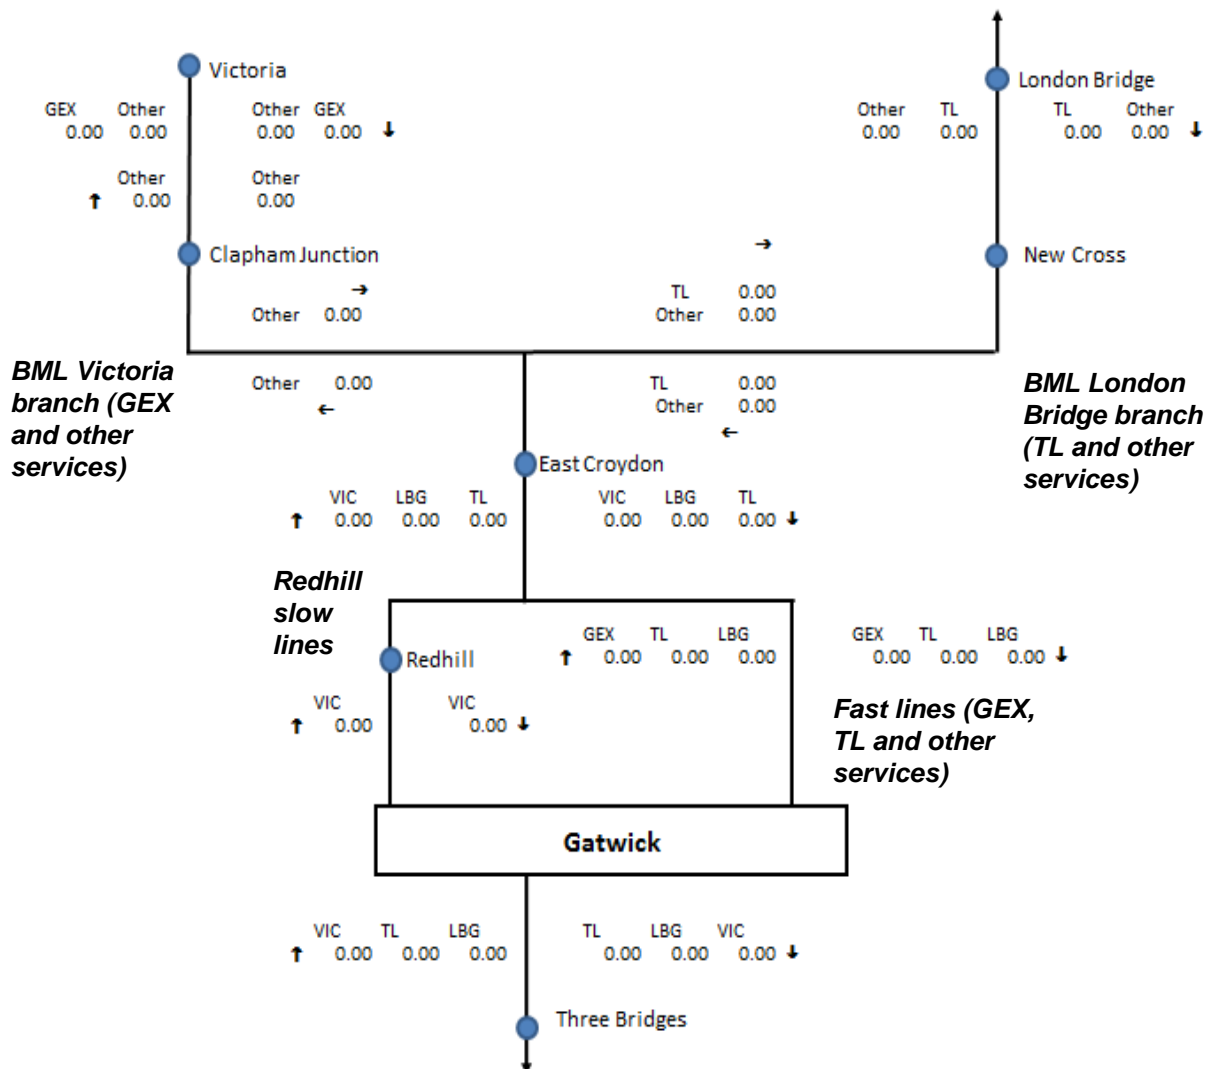 Victoria
London Bridge
GEX Other Other GEX
0.00 0.00 0.00 0.00 ↓
Other TL TL Other
0.00 0.00 0.00 0.00 ↓
Other Other
↑ 0.00 0.00
Clapham Junction
New Cross
→
→
Other 0.00
TL 0.00
Other 0.00
BML Victoria
branch (GEX
and other
services)
Other 0.00
←
TL 0.00
Other 0.00
←
BML London
Bridge branch
(TL and other
services)
East Croydon
VIC LBG TL VIC LBG TL
↑ 0.00 0.00 0.00 0.00 0.00 0.00 ↓
Redhill
slow
lines
Redhill
GEX TL LBG GEX TL LBG
↑ 0.00 0.00 0.00 0.00 0.00 0.00 ↓
VIC VIC
↑ 0.00 0.00 ↓
Fast lines (GEX,
TL and other
services)
Gatwick
VIC TL LBG TL LBG VIC
↑ 0.00 0.00 0.00 0.00 0.00 0.00 ↓
Three Bridges